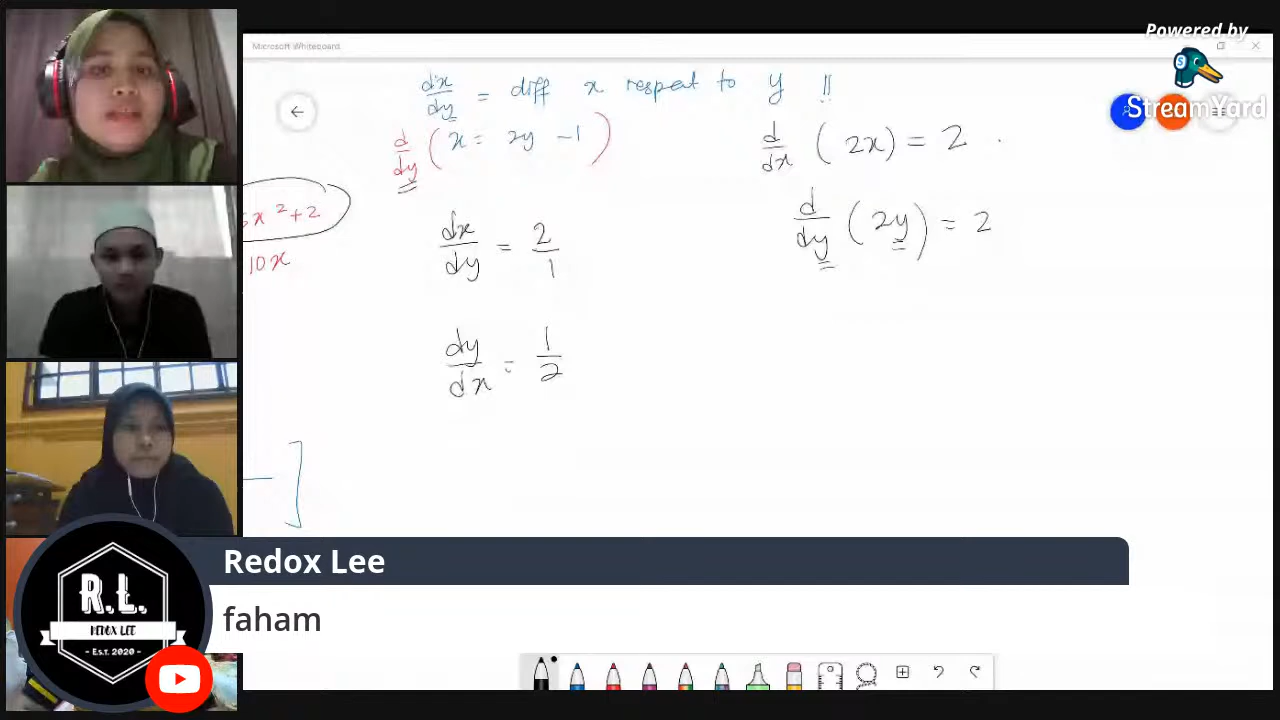 Powered by
StreamYard
Microsoft Whiteboard
dx/dy = diff x respect to y !!
d/dy ( x = 2y - 1 )
dx/dy = 2/1
dy/dx = 1/2
d/dx ( 2x ) = 2 .
d/dy ( 2y ) = 2
x² + 2
10x
Redox Lee
faham
R.L.
REDOX LEE
- Est. 2020 -